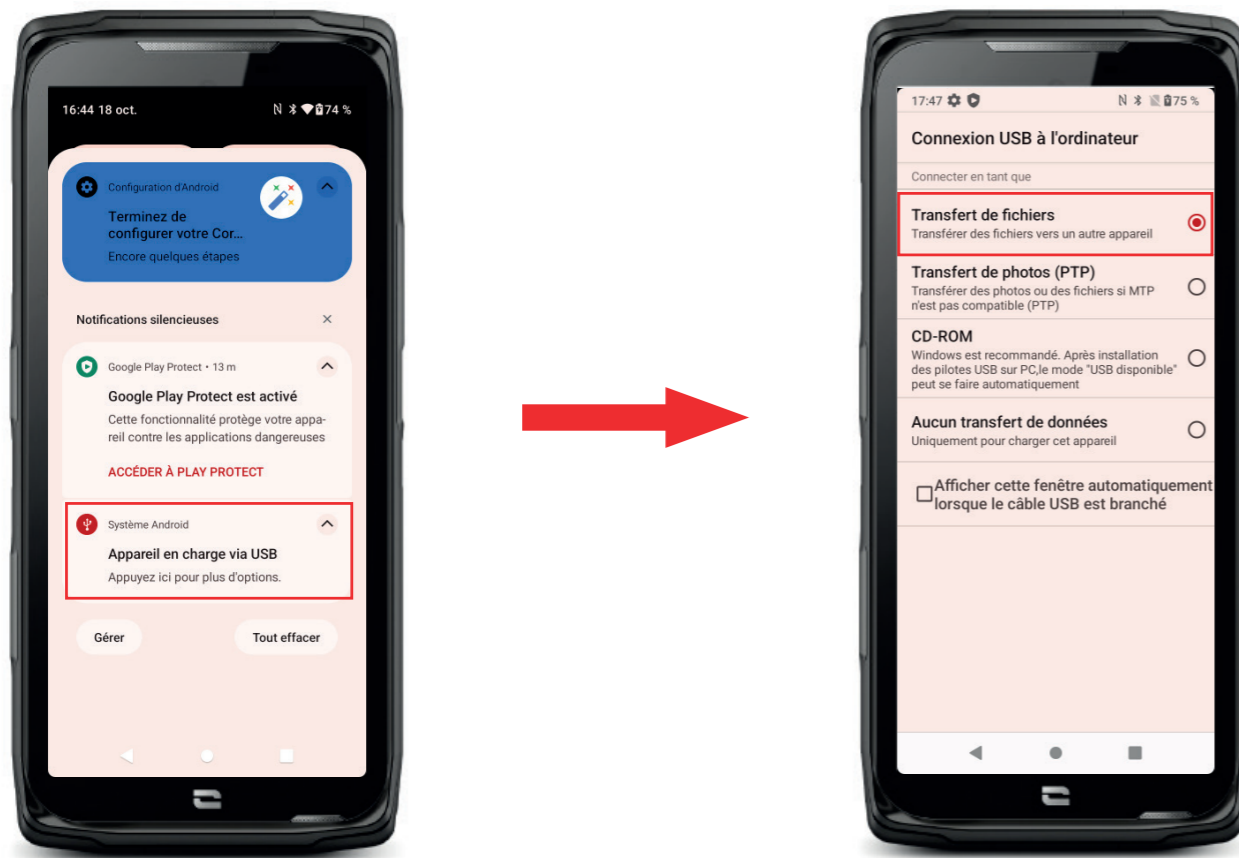 16:44 18 oct.
74 %
Configuration d'Android
Terminez de
configurer votre Cor...
Encore quelques étapes
Notifications silencieuses
Google Play Protect • 13 m
Google Play Protect est activé
Cette fonctionnalité protège votre appa-
reil contre les applications dangereuses
ACCÉDER À PLAY PROTECT
Système Android
Appareil en charge via USB
Appuyez ici pour plus d'options.
Gérer
Tout effacer
17:47
75 %
Connexion USB à l'ordinateur
Connecter en tant que
Transfert de fichiers
Transférer des fichiers vers un autre appareil
Transfert de photos (PTP)
Transférer des photos ou des fichiers si MTP
n'est pas compatible (PTP)
CD-ROM
Windows est recommandé. Après installation
des pilotes USB sur PC,le mode "USB disponible"
peut se faire automatiquement
Aucun transfert de données
Uniquement pour charger cet appareil
Afficher cette fenêtre automatiquement
lorsque le câble USB est branché